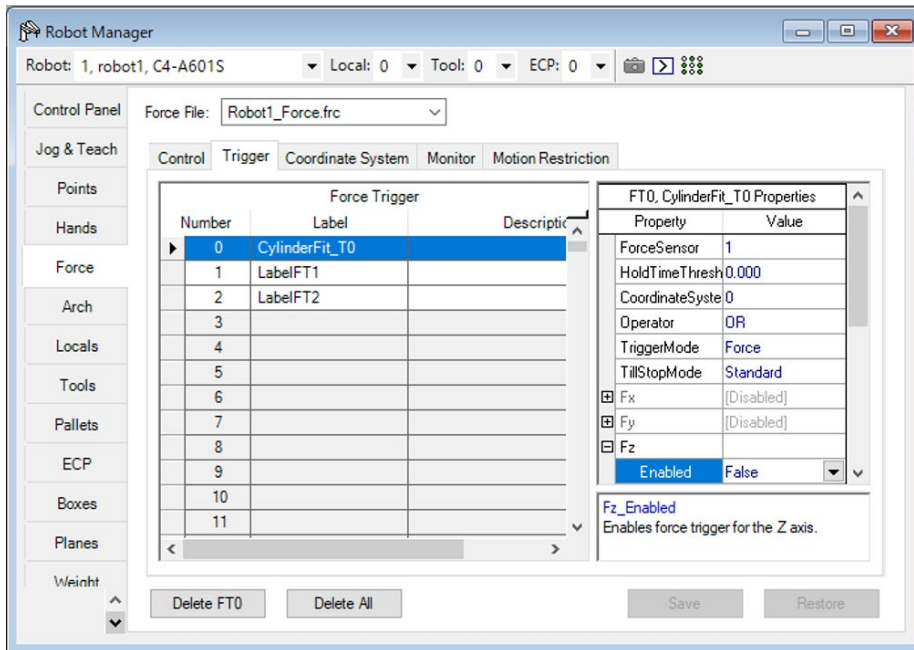 Robot Manager
Robot: 1, robot1, C4-A601S Local: 0 Tool: 0 ECP: 0
Control Panel
Jog & Teach
Points
Hands
Force
Arch
Locals
Tools
Pallets
ECP
Boxes
Planes
Weight
Force File: Robot1_Force.frc
Control Trigger Coordinate System Monitor Motion Restriction
Force Trigger
Number Label Descriptic
0 CylinderFit_T0
1 LabelFT1
2 LabelFT2
3
4
5
6
7
8
9
10
11
FT0, CylinderFit_T0 Properties
Property Value
ForceSensor 1
HoldTimeThresh 0.000
CoordinateSyste 0
Operator OR
TriggerMode Force
TillStopMode Standard
Fx [Disabled]
Fy [Disabled]
Fz
Enabled False
Fz_Enabled
Enables force trigger for the Z axis.
Delete FT0 Delete All Save Restore